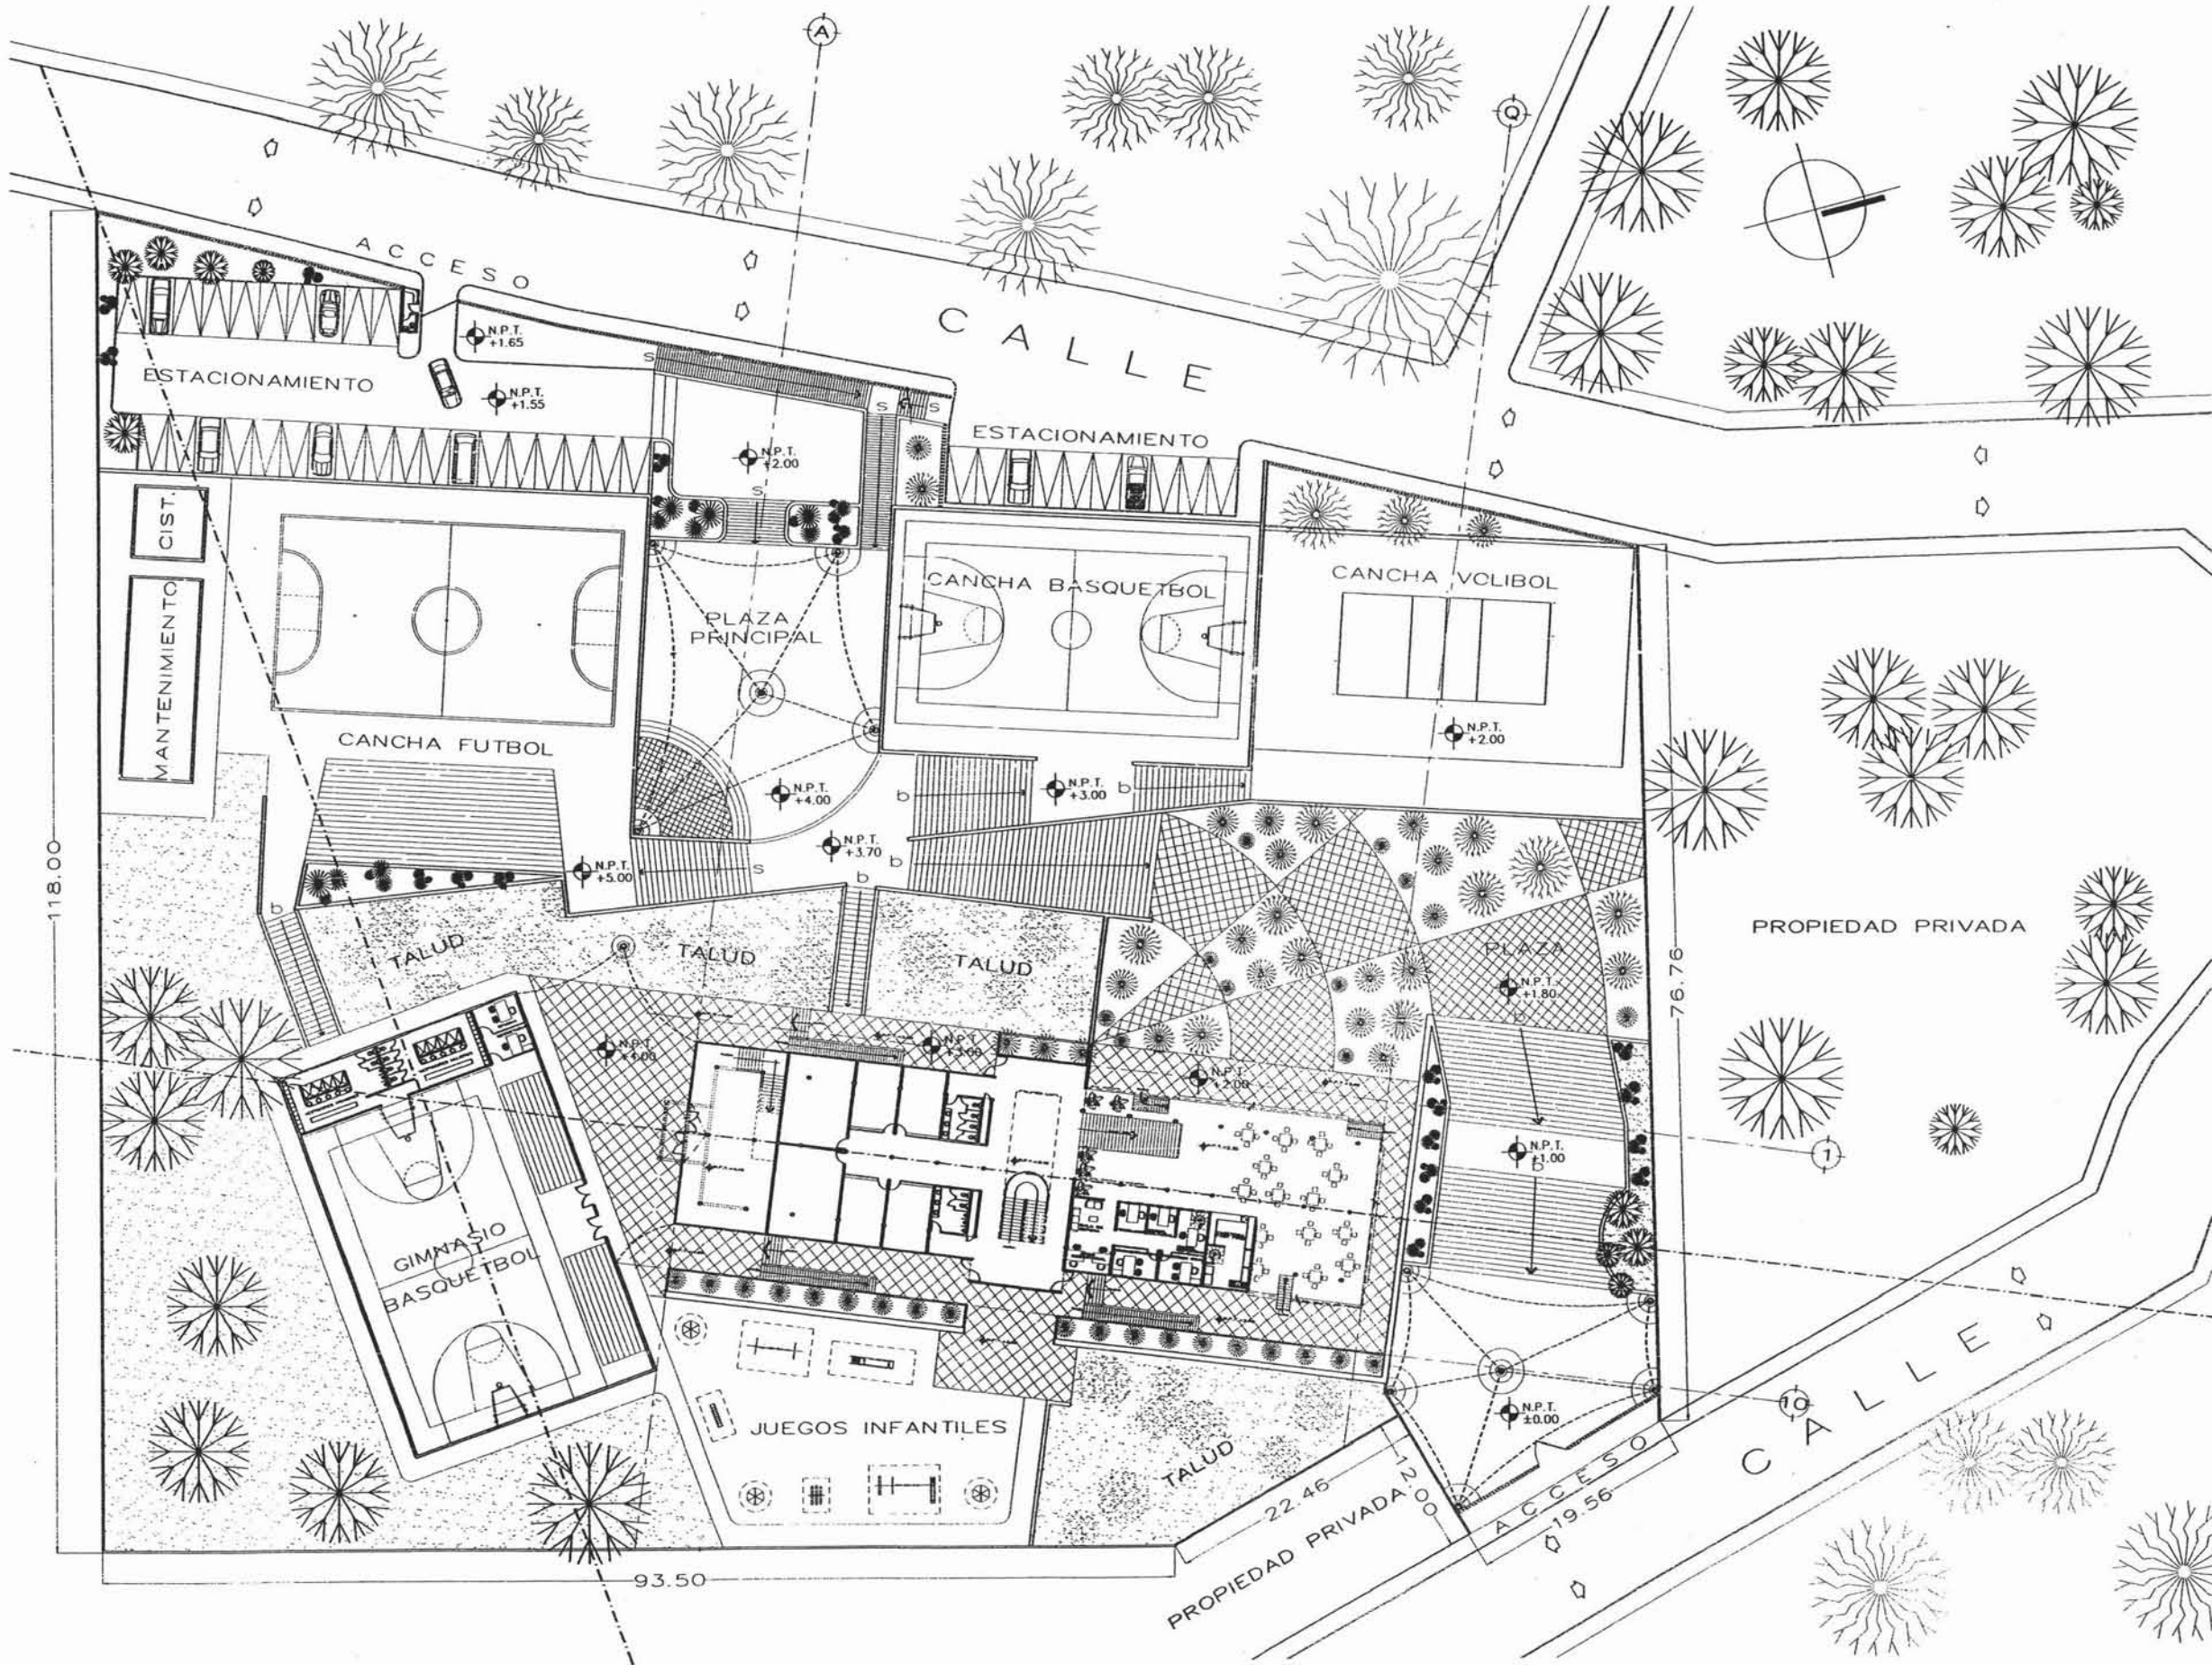 A
Q
ACCESO
CALLE
N.P.T.
+1.65
ESTACIONAMIENTO
N.P.T.
+1.55
S
S
S
ESTACIONAMIENTO
N.P.T.
+2.00
S
CIST.
MANTENIMIENTO
CANCHA BASQUETBOL
CANCHA VOLIBOL
PLAZA
PRINCIPAL
CANCHA FUTBOL
N.P.T.
+2.00
N.P.T.
+4.00
b
N.P.T.
+3.00
b
N.P.T.
+3.70
b
N.P.T.
+5.00
S
b
b
118.00
TALUD
TALUD
TALUD
PLAZA
N.P.T.
+1.80
b
PROPIEDAD PRIVADA
76.76
N.P.T.
+4.00
N.P.T.
+3.00
N.P.T.
+2.00
N.P.T.
+1.00
b
1
GIMNASIO
BASQUETBOL
JUEGOS INFANTILES
TALUD
N.P.T.
±0.00
10
CALLE
22.46
12.00
ACCESO
19.56
PROPIEDAD PRIVADA
93.50